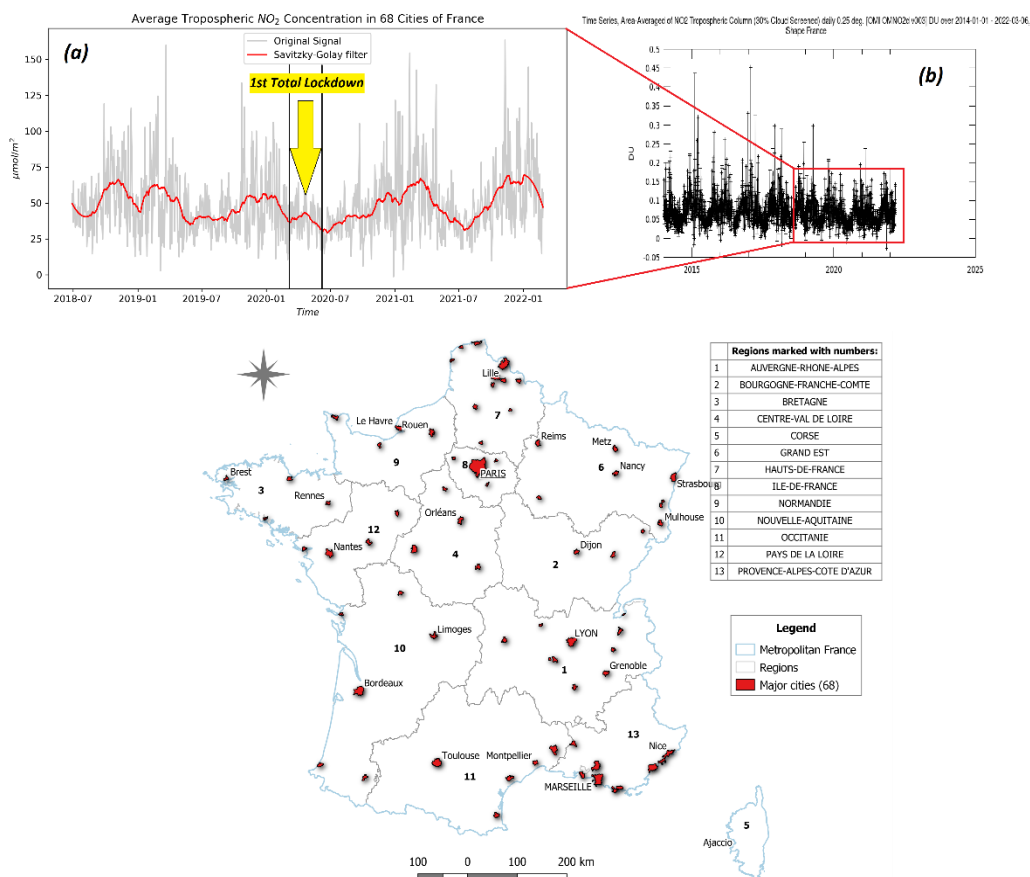 Average Tropospheric NO₂ Concentration in 68 Cities of France
(a)
Original Signal
Savitzky-Golay filter
1st Total Lockdown
μmol/m²
150
125
100
75
50
25
0
2018-07 2019-01 2019-07 2020-01 2020-07 2021-01 2021-07 2022-01
Time
Time Series, Area Averaged of NO2 Tropospheric Column (30% Cloud Screened) daily 0.25 deg. [OMI OMNO2d v003] DU over 2014-01-01 - 2022-03-06,
Shape France
(b)
DU
0.5
0.45
0.4
0.35
0.3
0.25
0.2
0.15
0.1
0.05
0
-0.05
2015 2020 2025
Lille
7
Le Havre
Rouen
Reims
Metz
9
8
PARIS
6
Nancy
Strasbourg
Brest
3
Rennes
Orléans
Mulhouse
12
Nantes
4
Dijon
2
Limoges
LYON
10
1
Grenoble
Bordeaux
13
Toulouse
Montpellier
Nice
11
MARSEILLE
5
Ajaccio
Regions marked with numbers:
1 AUVERGNE-RHONE-ALPES
2 BOURGOGNE-FRANCHE-COMTE
3 BRETAGNE
4 CENTRE-VAL DE LOIRE
5 CORSE
6 GRAND EST
7 HAUTS-DE-FRANCE
8 ILE-DE-FRANCE
9 NORMANDIE
10 NOUVELLE-AQUITAINE
11 OCCITANIE
12 PAYS DE LA LOIRE
13 PROVENCE-ALPES-COTE D'AZUR
Legend
Metropolitan France
Regions
Major cities (68)
100 0 100 200 km